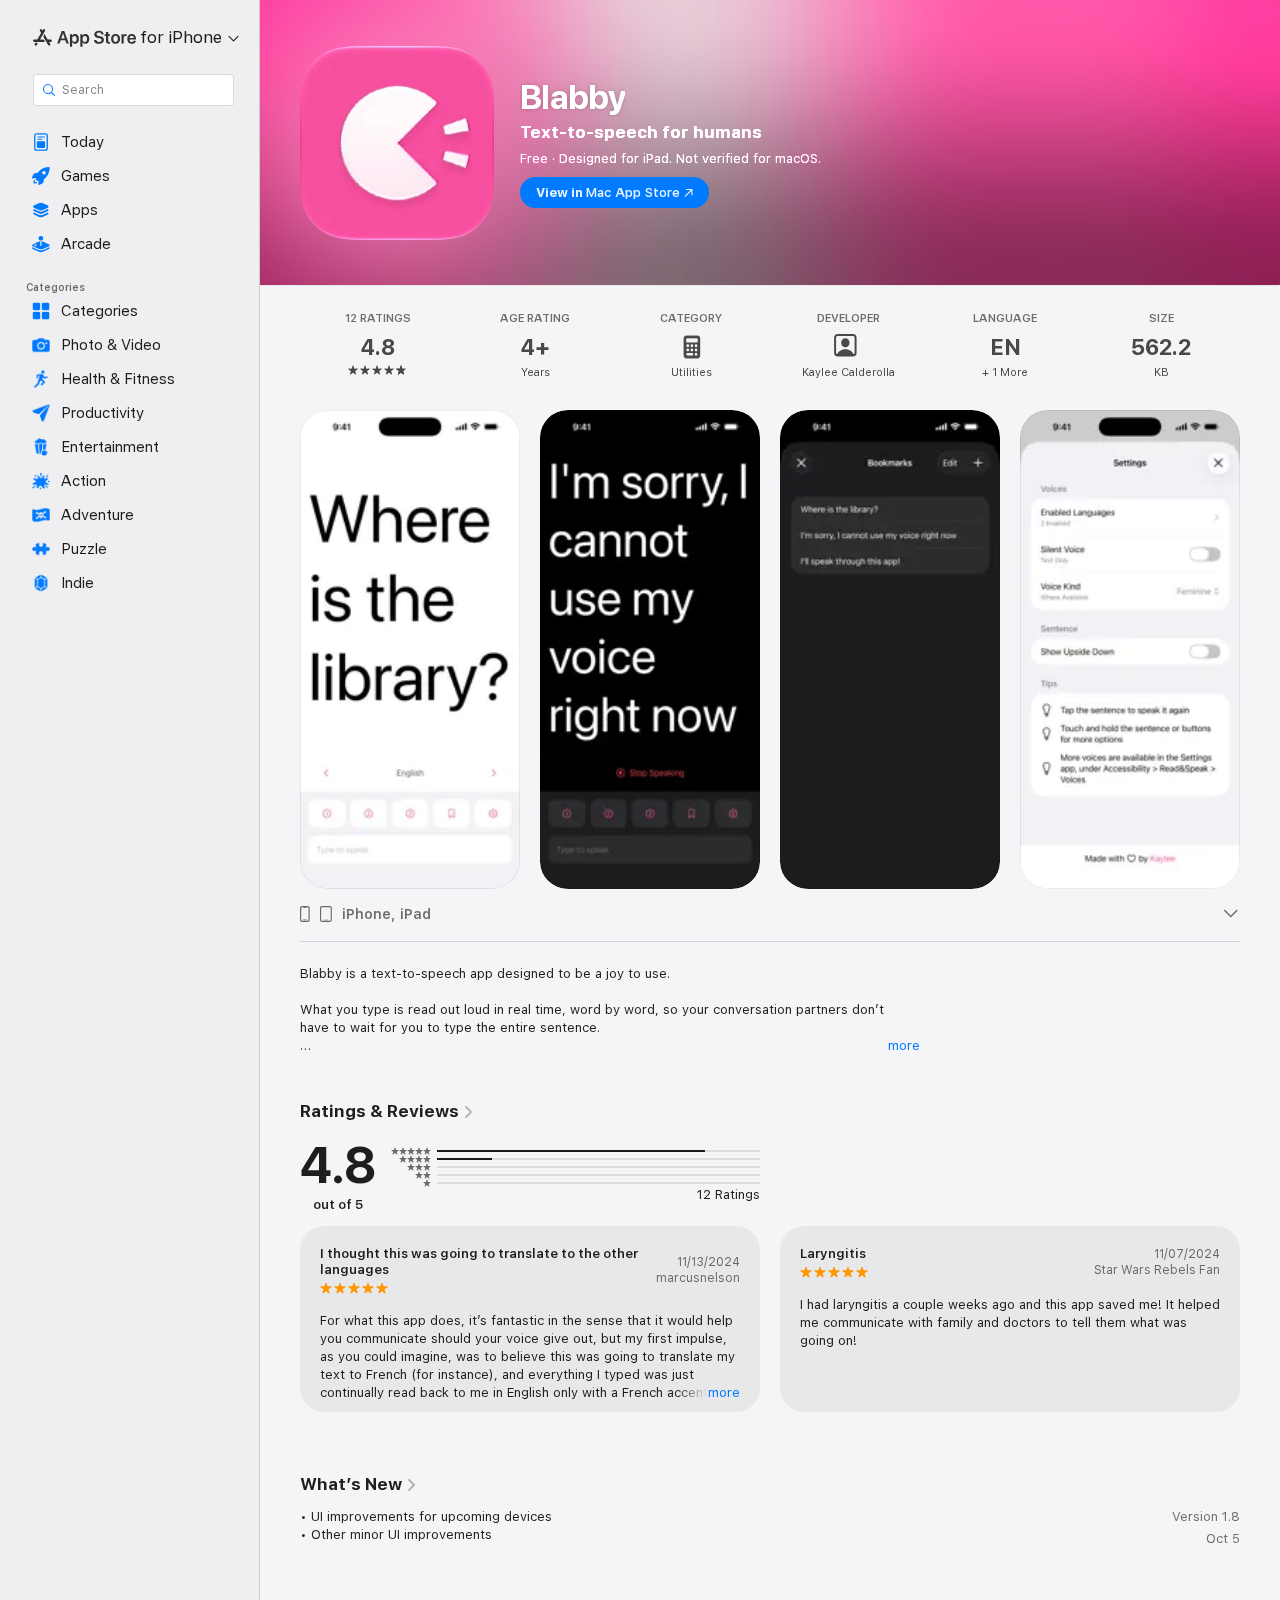 App Store for iPhone
Search
Today
Games
Apps
Arcade
Categories
Categories
Photo & Video
Health & Fitness
Productivity
Entertainment
Action
Adventure
Puzzle
Indie
Blabby
Text-to-speech for humans
Free · Designed for iPad. Not verified for macOS.
View in Mac App Store
12 RATINGS
4.8
AGE RATING
4+
Years
CATEGORY
Utilities
DEVELOPER
Kaylee Calderolla
LANGUAGE
EN
+ 1 More
SIZE
562.2
KB
9:41
Where
is the
library?
English
Type to speak
9:41
I'm sorry, I
cannot
use my
voice
right now
Stop Speaking
Type to speak
9:41
Bookmarks
Edit
Where is the library?
I'm sorry, I cannot use my voice right now
I'll speak through this app!
9:41
Settings
Voices
Enabled Languages
2 Enabled
Silent Voice
Text Only
Voice Kind
Where Available
Feminine
Sentence
Show Upside Down
Tips
Tap the sentence to speak it again
Touch and hold the sentence or buttons
for more options
More voices are available in the Settings
app, under Accessibility > Read&Speak >
Voices
Made with ♡ by Kaylee
iPhone, iPad
Blabby is a text-to-speech app designed to be a joy to use.
What you type is read out loud in real time, word by word, so your conversation partners don’t
have to wait for you to type the entire sentence.
… more
Ratings & Reviews
4.8
out of 5
12 Ratings
I thought this was going to translate to the other
languages
11/13/2024
marcusnelson
For what this app does, it’s fantastic in the sense that it would help
you communicate should your voice give out, but my first impulse,
as you could imagine, was to believe this was going to translate my
text to French (for instance), and everything I typed was just
continually read back to me in English only with a French accent more
Laryngitis
11/07/2024
Star Wars Rebels Fan
I had laryngitis a couple weeks ago and this app saved me! It helped
me communicate with family and doctors to tell them what was
going on!
What’s New
• UI improvements for upcoming devices
• Other minor UI improvements
Version 1.8
Oct 5